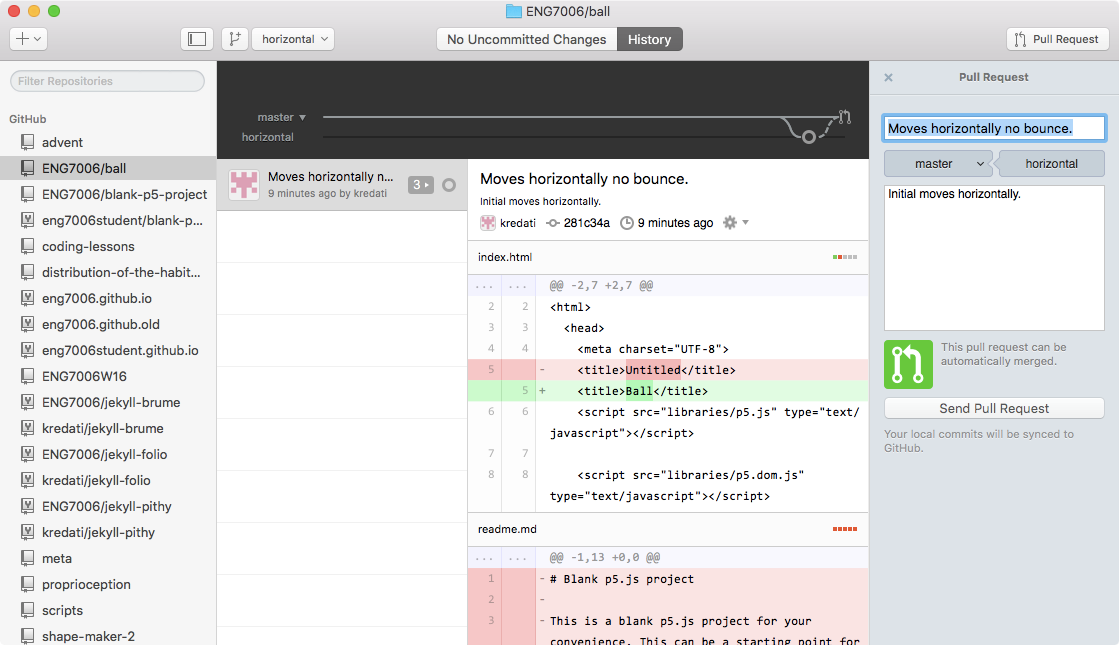 ENG7006/ball
horizontal
No Uncommitted Changes
History
Pull Request
Filter Repositories
GitHub
advent
ENG7006/ball
ENG7006/blank-p5-project
eng7006student/blank-p...
coding-lessons
distribution-of-the-habit...
eng7006.github.io
eng7006.github.old
eng7006student.github.io
ENG7006W16
ENG7006/jekyll-brume
kredati/jekyll-brume
ENG7006/jekyll-folio
kredati/jekyll-folio
ENG7006/jekyll-pithy
kredati/jekyll-pithy
meta
proprioception
scripts
shape-maker-2
master
horizontal
Moves horizontally n...
9 minutes ago by kredati
3
Moves horizontally no bounce.
Initial moves horizontally.
kredati 281c34a 9 minutes ago
index.html
... ... @@ -2,7 +2,7 @@
2 2 <html>
3 3 <head>
4 4 <meta charset="UTF-8">
5 - <title>Untitled</title>
5 + <title>Ball</title>
6 6 <script src="libraries/p5.js" type="text/
javascript"></script>
7 7
8 8 <script src="libraries/p5.dom.js"
type="text/javascript"></script>
readme.md
... ... @@ -1,13 +0,0 @@
1 - # Blank p5.js project
2 -
3 - This is a blank p5.js project for your
convenience. This can be a starting point for
Pull Request
Moves horizontally no bounce.
master
horizontal
Initial moves horizontally.
This pull request can be
automatically merged.
Send Pull Request
Your local commits will be synced to
GitHub.